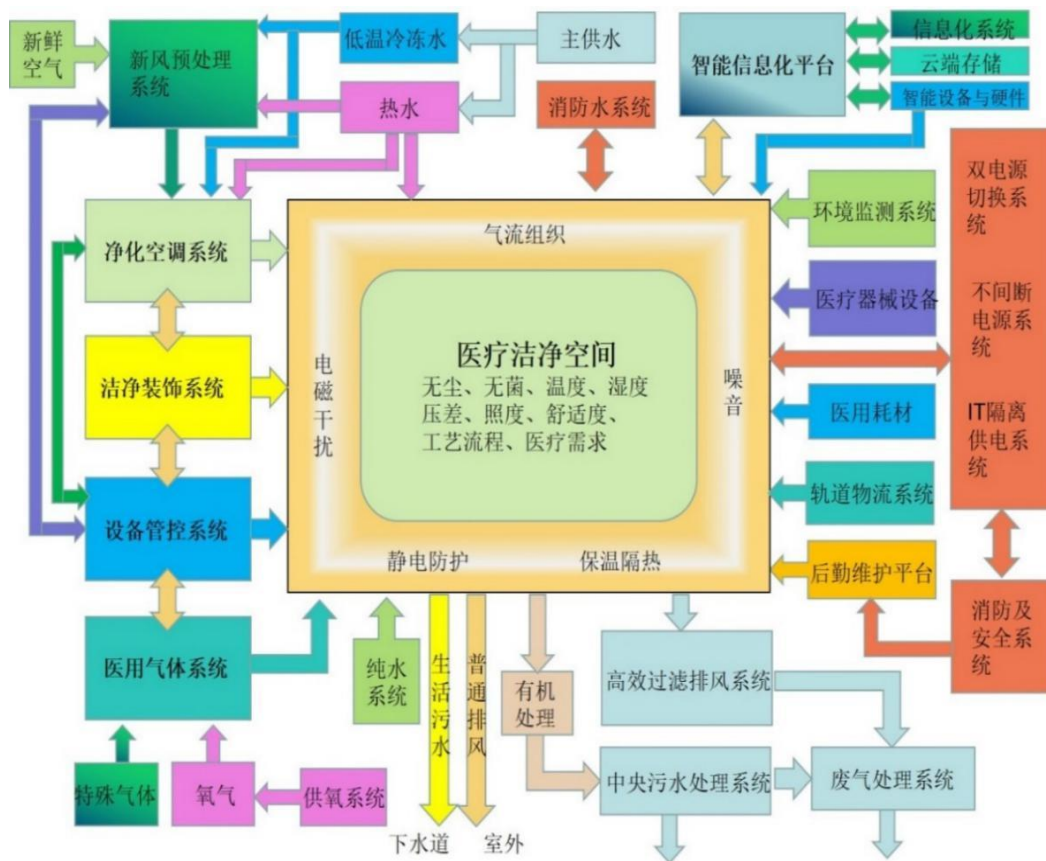 新鲜
空气
新风预处理
系统
低温冷冻水
主供水
热水
消防水系统
智能信息化平台
信息化系统
云端存储
智能设备与硬件
净化空调系统
洁净装饰系统
设备管控系统
医用气体系统
特殊气体
氧气
供氧系统
气流组织
电磁干扰
医疗洁净空间
无尘、无菌、温度、湿度
压差、照度、舒适度、
工艺流程、医疗需求
噪音
静电防护
保温隔热
环境监测系统
医疗器械设备
医用耗材
轨道物流系统
后勤维护平台
双电源
切换系统
不间断
电源系统
IT隔离
供电系统
消防及
安全系统
纯水
系统
生活污水
普通排风
下水道
室外
有机
处理
高效过滤排风系统
中央污水处理系统
废气处理系统